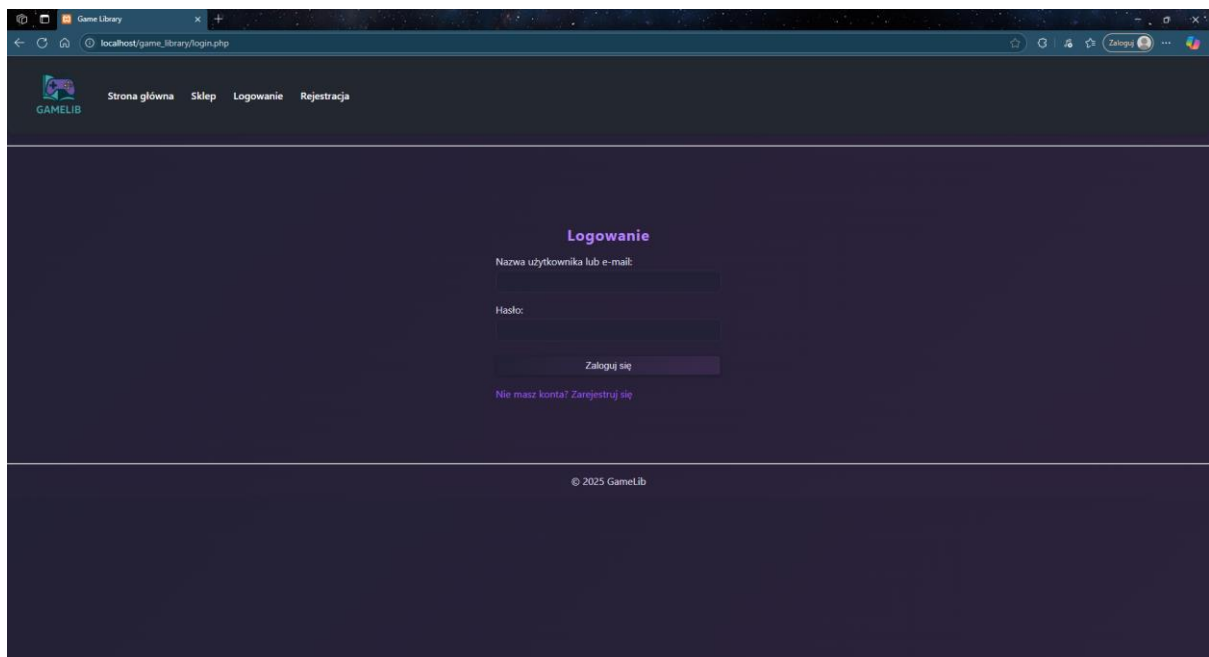 Game Library
localhost/game_library/login.php
Zaloguj
GAMELIB
Strona główna Sklep Logowanie Rejestracja
Logowanie
Nazwa użytkownika lub e-mail:
Hasło:
Zaloguj się
Nie masz konta? Zarejestruj się
© 2025 GameLib